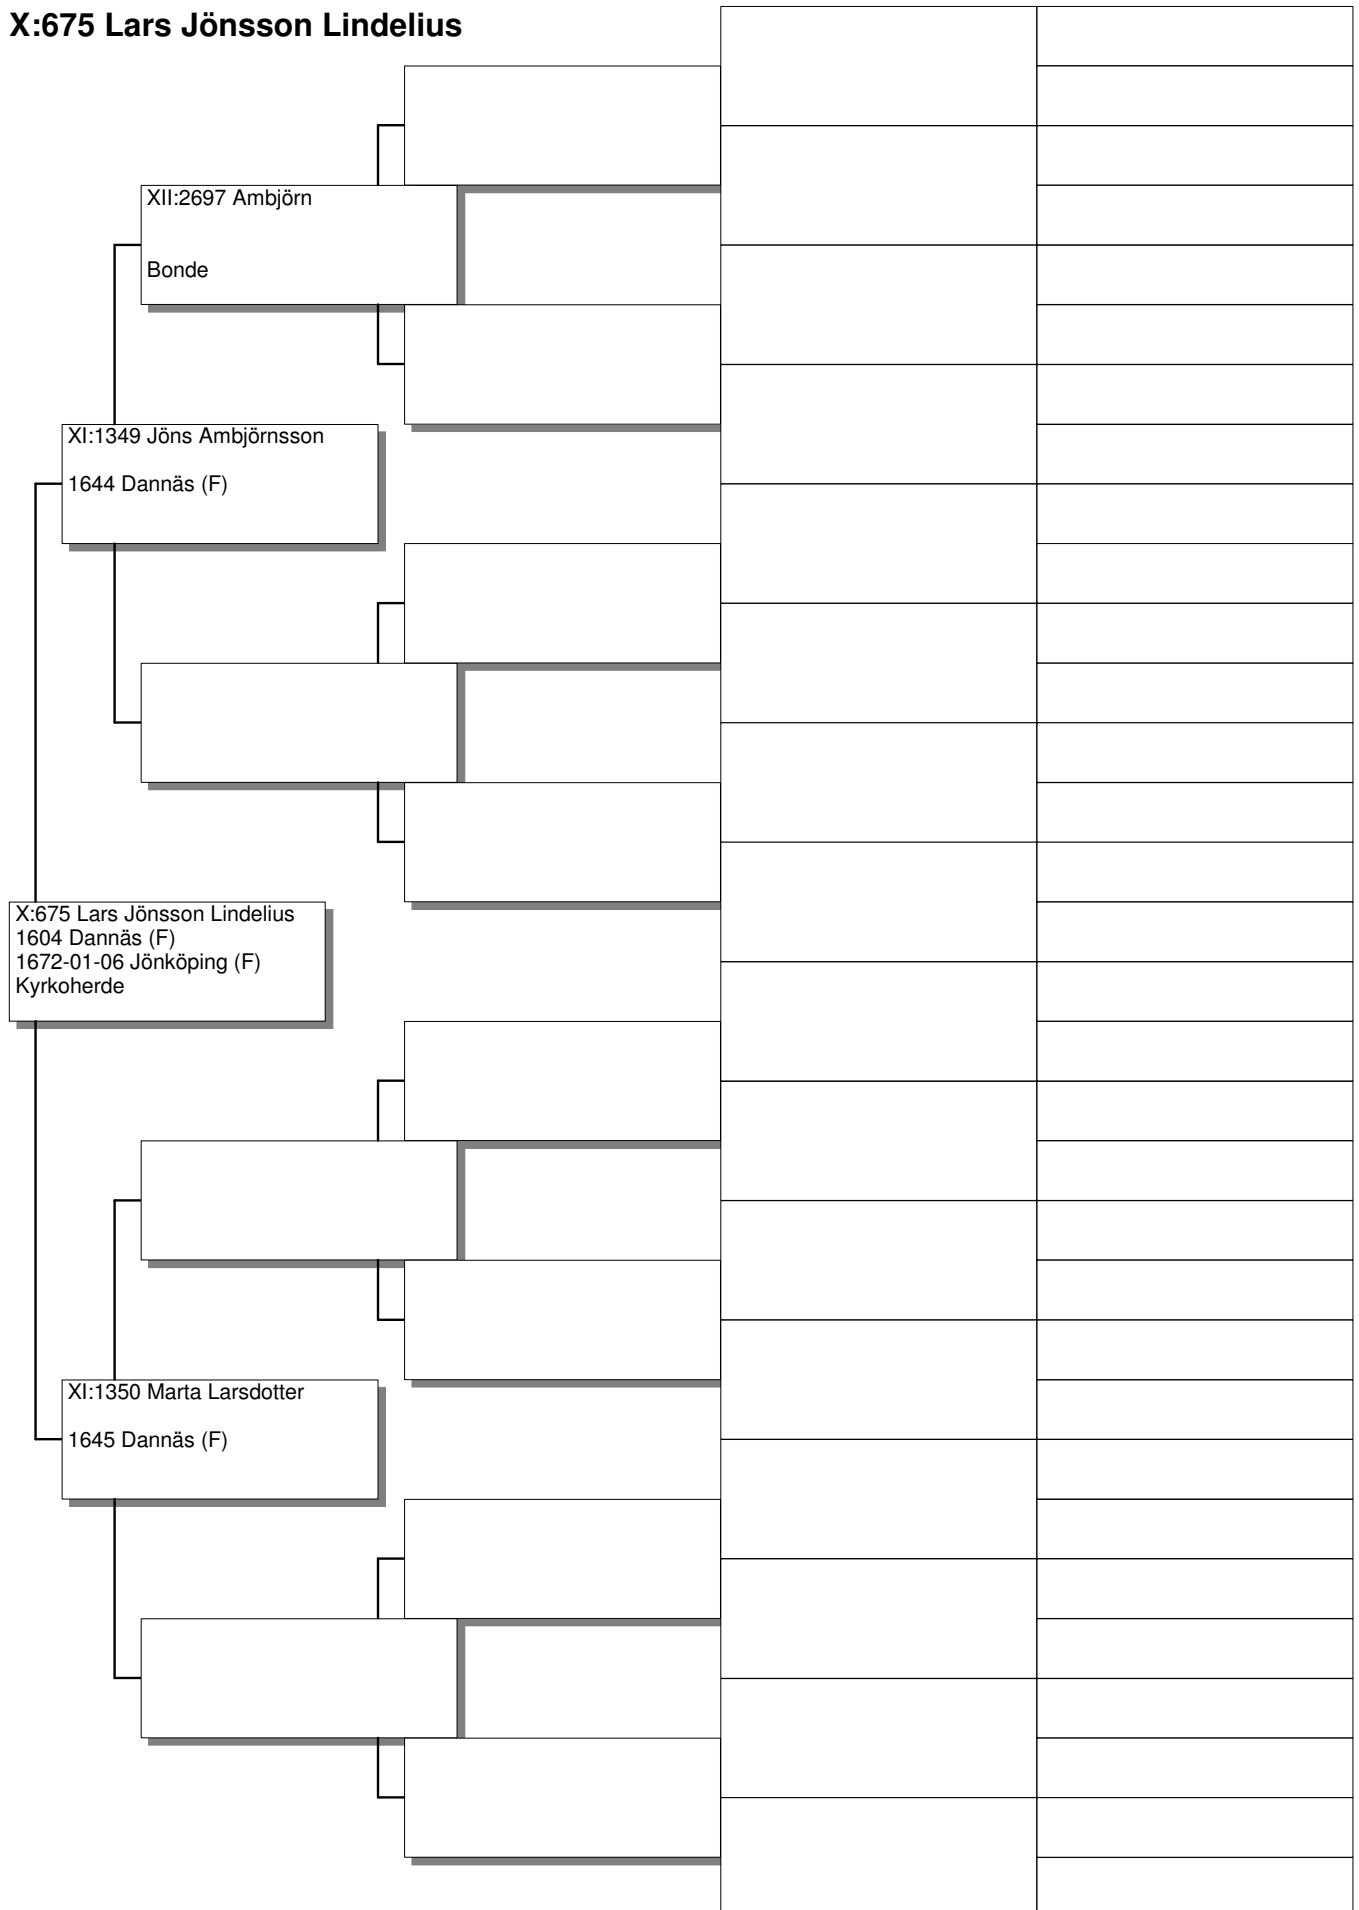 X:675 Lars Jönsson Lindelius
XII:2697 Ambjörn
Bonde
XI:1349 Jöns Ambjörnsson
1644 Dannäs (F)
X:675 Lars Jönsson Lindelius
1604 Dannäs (F)
1672-01-06 Jönköping (F)
Kyrkoherde
XI:1350 Marta Larsdotter
1645 Dannäs (F)